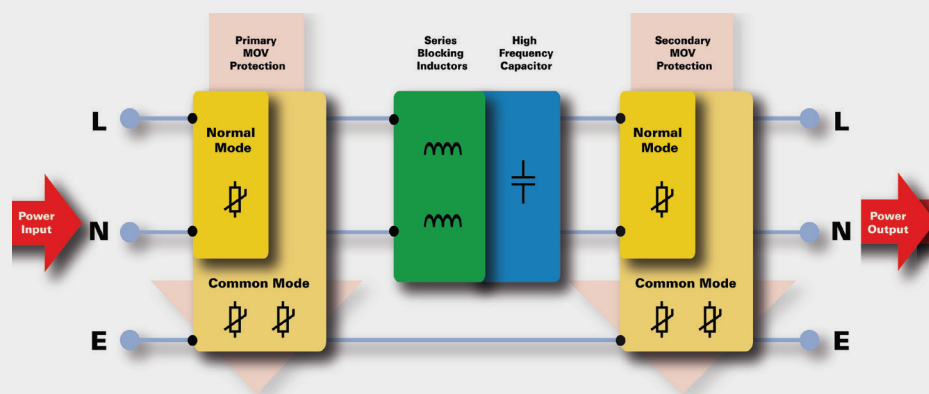 Primary
MOV
Protection
Series
Blocking
Inductors
High
Frequency
Capacitor
Secondary
MOV
Protection
L
L
Normal
Mode
Normal
Mode
Power
Input
N
N
Power
Output
Common Mode
Common Mode
E
E